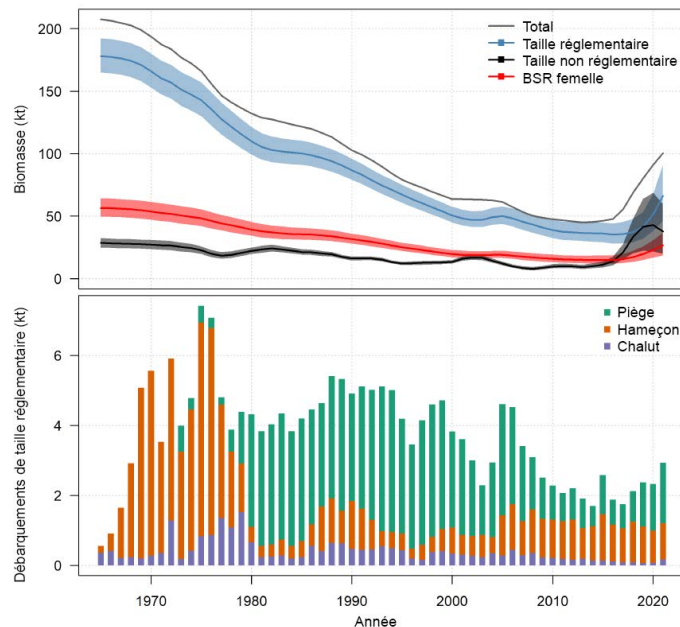 Biomasse (kt)
200
150
100
50
0
Total
Taille réglementaire
Taille non réglementaire
BSR femelle
Débarquements de taille réglementaire (kt)
6
4
2
0
Piège
Hameçon
Chalut
1970 1980 1990 2000 2010 2020
Année